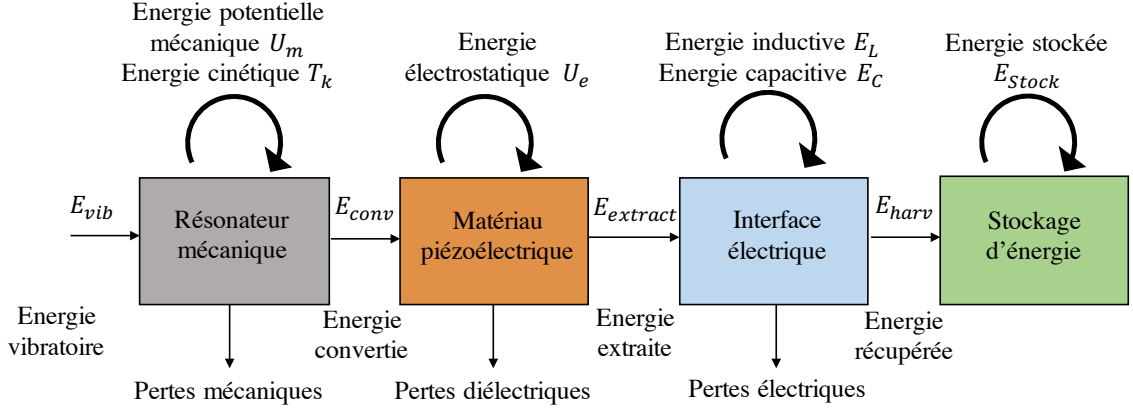 Energie potentielle
mécanique U_m
Energie cinétique T_k
Energie
électrostatique U_e
Energie inductive E_L
Energie capacitive E_C
Energie stockée
E_Stock
E_vib
Résonateur
mécanique
E_conv
Matériau
piézoélectrique
E_extract
Interface
électrique
E_harv
Stockage
d'énergie
Energie
vibratoire
Energie
convertie
Energie
extraite
Energie
récupérée
Pertes mécaniques
Pertes diélectriques
Pertes électriques